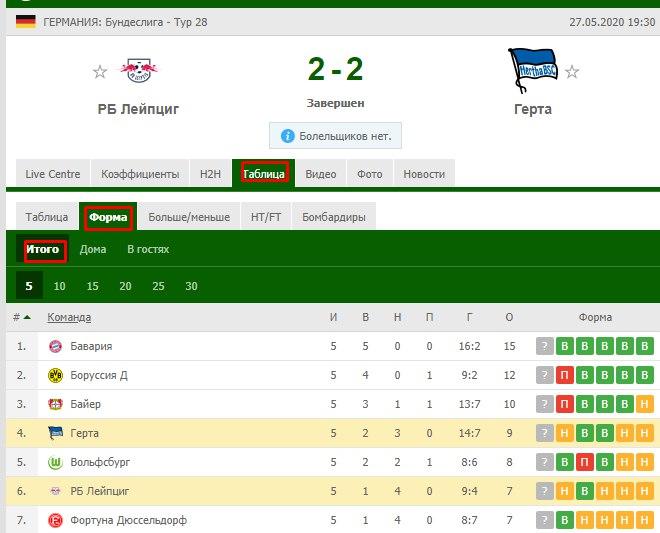 ГЕРМАНИЯ: Бундеслига - Тур 28 27.05.2020 19:30
2 - 2
РБ Лейпциг Завершен Герта
Болельщиков нет.
Live Centre Коэффициенты H2H Таблица Видео Фото Новости
Таблица Форма Больше/меньше HT/FT Бомбардиры
Итого Дома В гостях
5 10 15 20 25 30
# Команда И В Н П Г О Форма
1. Бавария 5 5 0 0 16:2 15 ? В В В В В
2. Боруссия Д 5 4 0 1 9:2 12 ? П В В В В
3. Байер 5 3 1 1 13:7 10 ? П В В В Н
4. Герта 5 2 3 0 14:7 9 ? Н В В Н Н
5. Вольфсбург 5 2 2 1 8:6 8 ? В П В Н Н
6. РБ Лейпциг 5 1 4 0 9:4 7 ? Н В Н Н Н
7. Фортуна Дюссельдорф 5 1 4 0 8:7 7 ? В Н Н Н Н